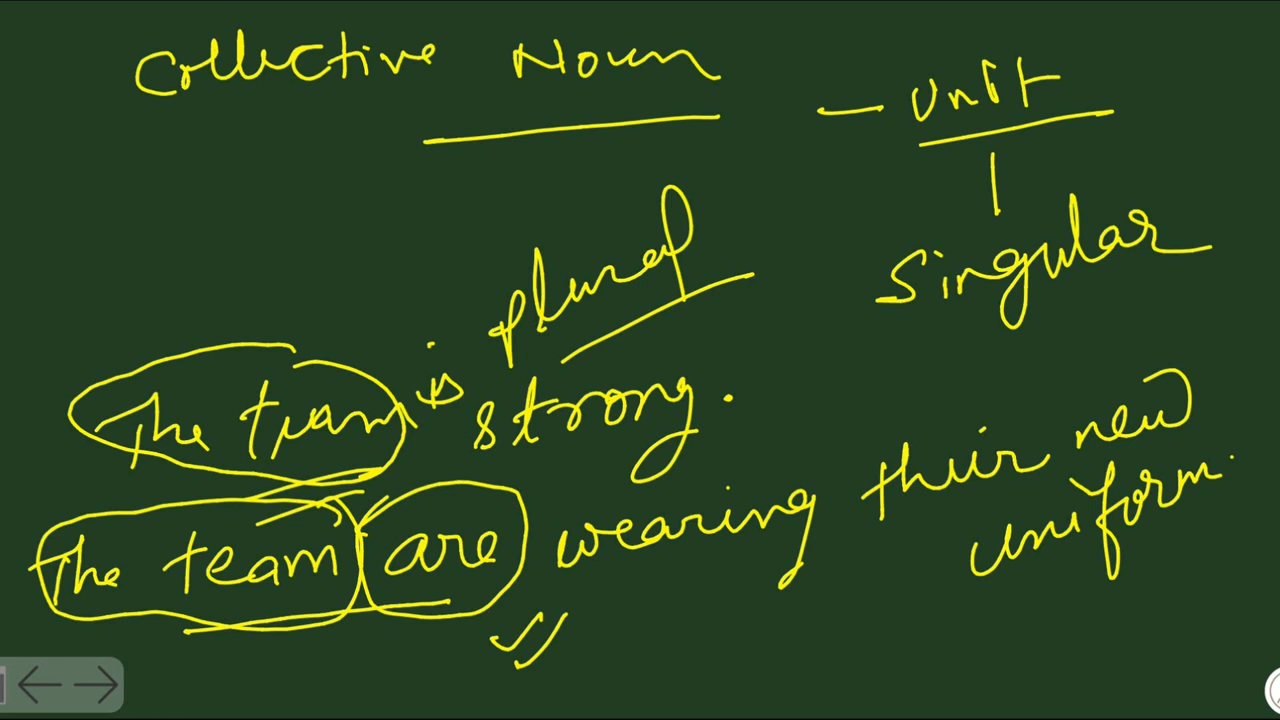 Collective Noun - Unit
Singular
plural
The team is strong.
The team are wearing their new
uniform.